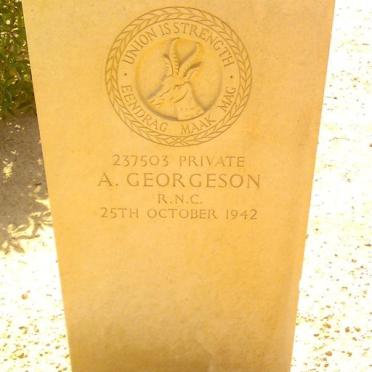 UNION IS STRENGTH
EENDRAG MAAK MAG
237503 PRIVATE
A. GEORGESON
R.N.C.
25TH OCTOBER 1942